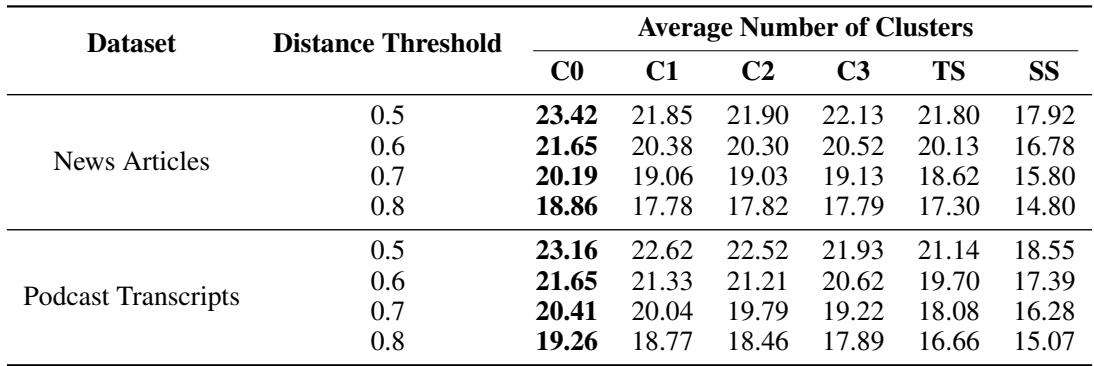 Dataset Distance Threshold Average Number of Clusters
C0 C1 C2 C3 TS SS
News Articles
0.5 23.42 21.85 21.90 22.13 21.80 17.92
0.6 21.65 20.38 20.30 20.52 20.13 16.78
0.7 20.19 19.06 19.03 19.13 18.62 15.80
0.8 18.86 17.78 17.82 17.79 17.30 14.80
Podcast Transcripts
0.5 23.16 22.62 22.52 21.93 21.14 18.55
0.6 21.65 21.33 21.21 20.62 19.70 17.39
0.7 20.41 20.04 19.79 19.22 18.08 16.28
0.8 19.26 18.77 18.46 17.89 16.66 15.07